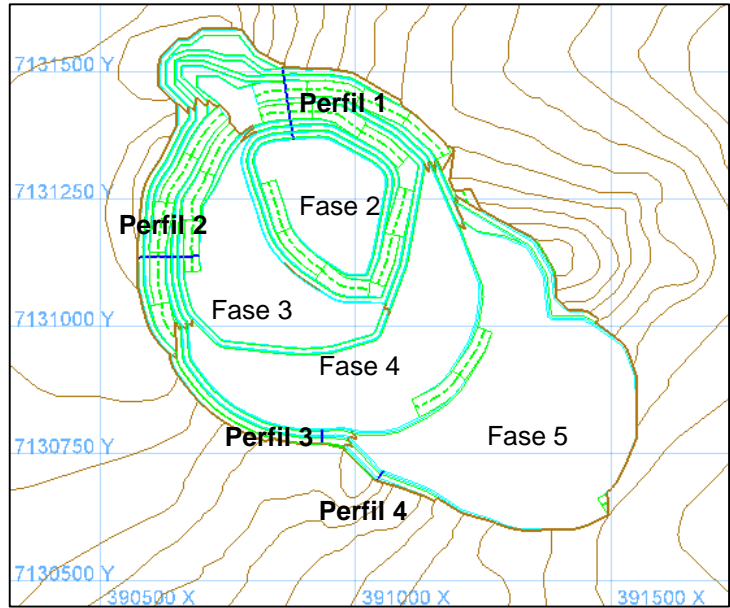 7131500 Y
Perfil 1
7131250 Y
Fase 2
Perfil 2
Fase 3
7131000 Y
Fase 4
Fase 5
Perfil 3
7130750 Y
Perfil 4
7130500 Y
390500 X
391000 X
391500 X